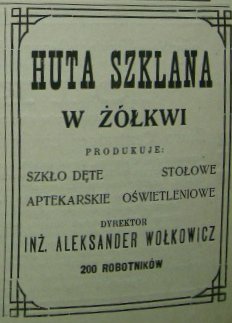 HUTA SZKLANA
W ŻÓŁKWI
PRODUKUJE:
SZKŁO DĘTE STOŁOWE
APTEKARSKIE OŚWIETLENIOWE
DYREKTOR
INŻ. ALEKSANDER WOŁKOWICZ
200 ROBOTNIKÓW